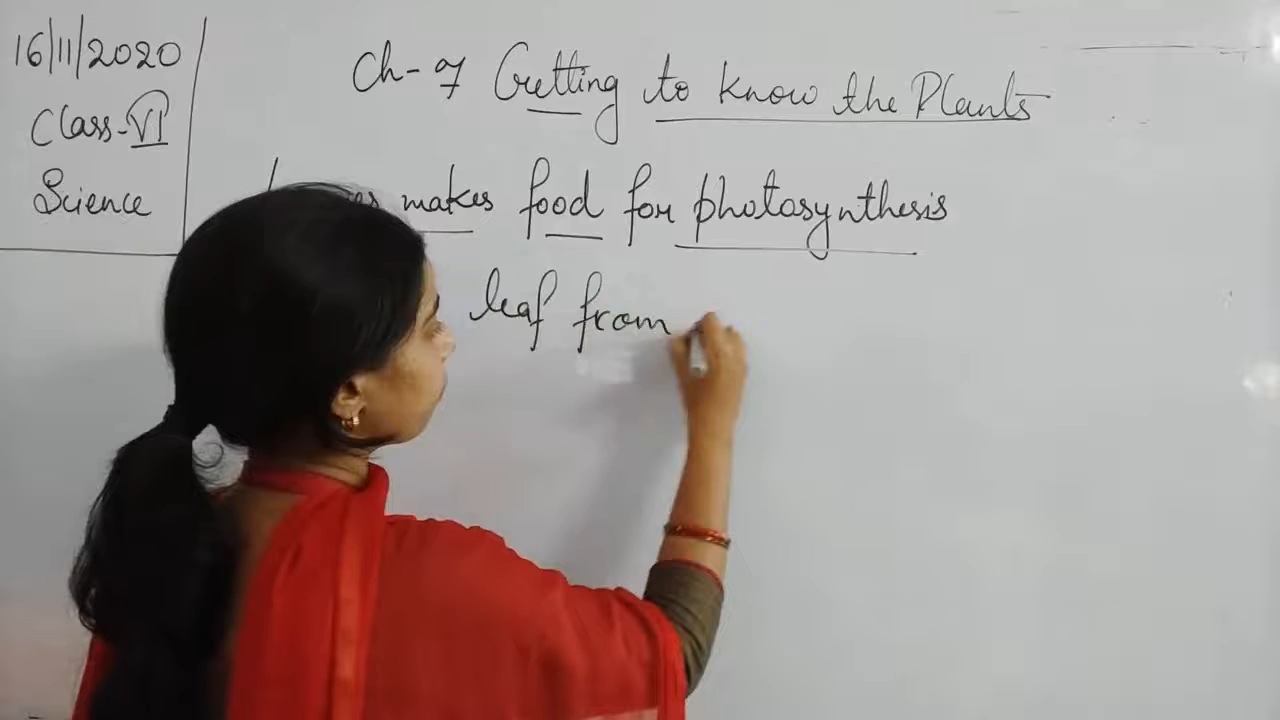 16/11/2020
Class-VI
Science
Ch-7 Getting to know the Plants
makes food for photosynthesis
leaf from